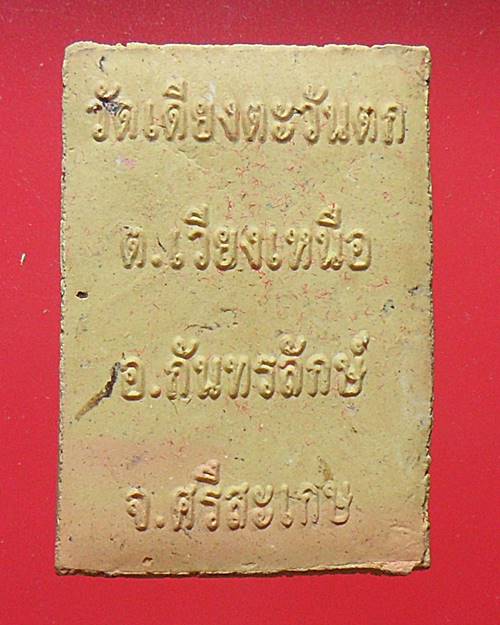 วัดเดียงตะวันตก
ต.เวียงเหนือ
อ.กันทรลักษ์
จ.ศรีสะเกษ